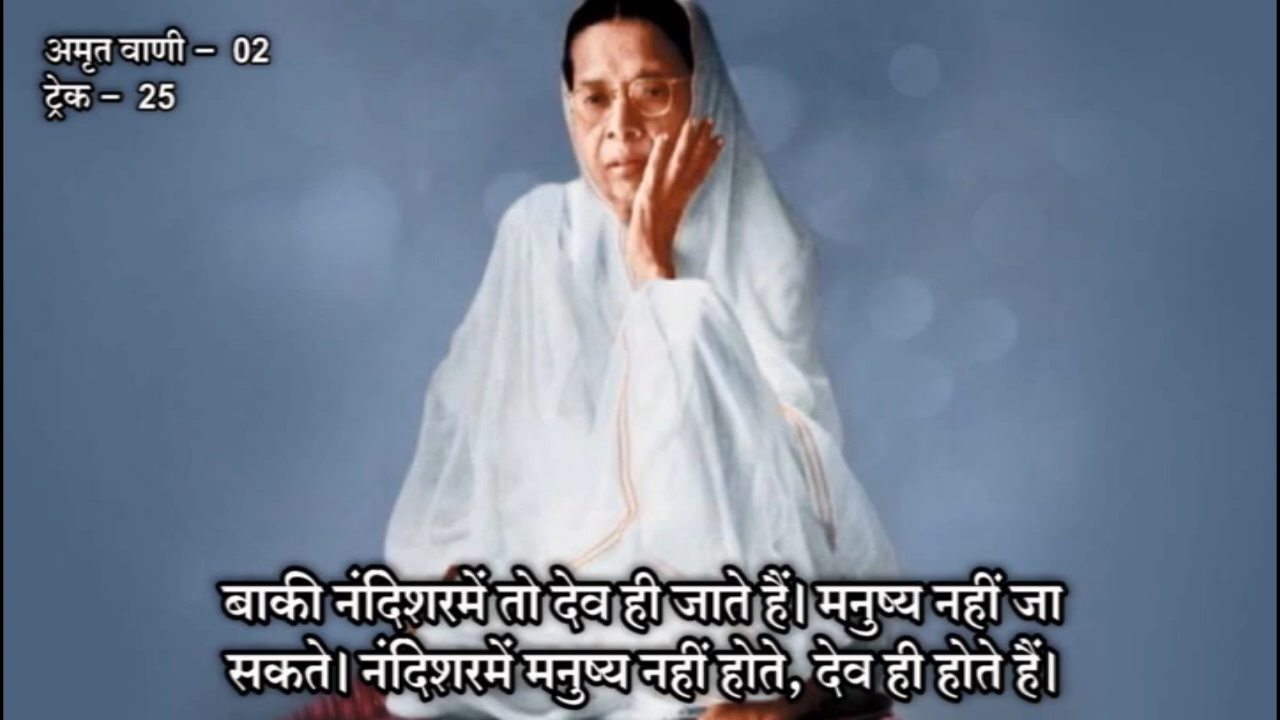 अमृत वाणी – 02
ट्रेक – 25
बाकी नंदिशरमें तो देव ही जाते हैं। मनुष्य नहीं जा
सकते। नंदिशरमें मनुष्य नहीं होते, देव ही होते हैं।